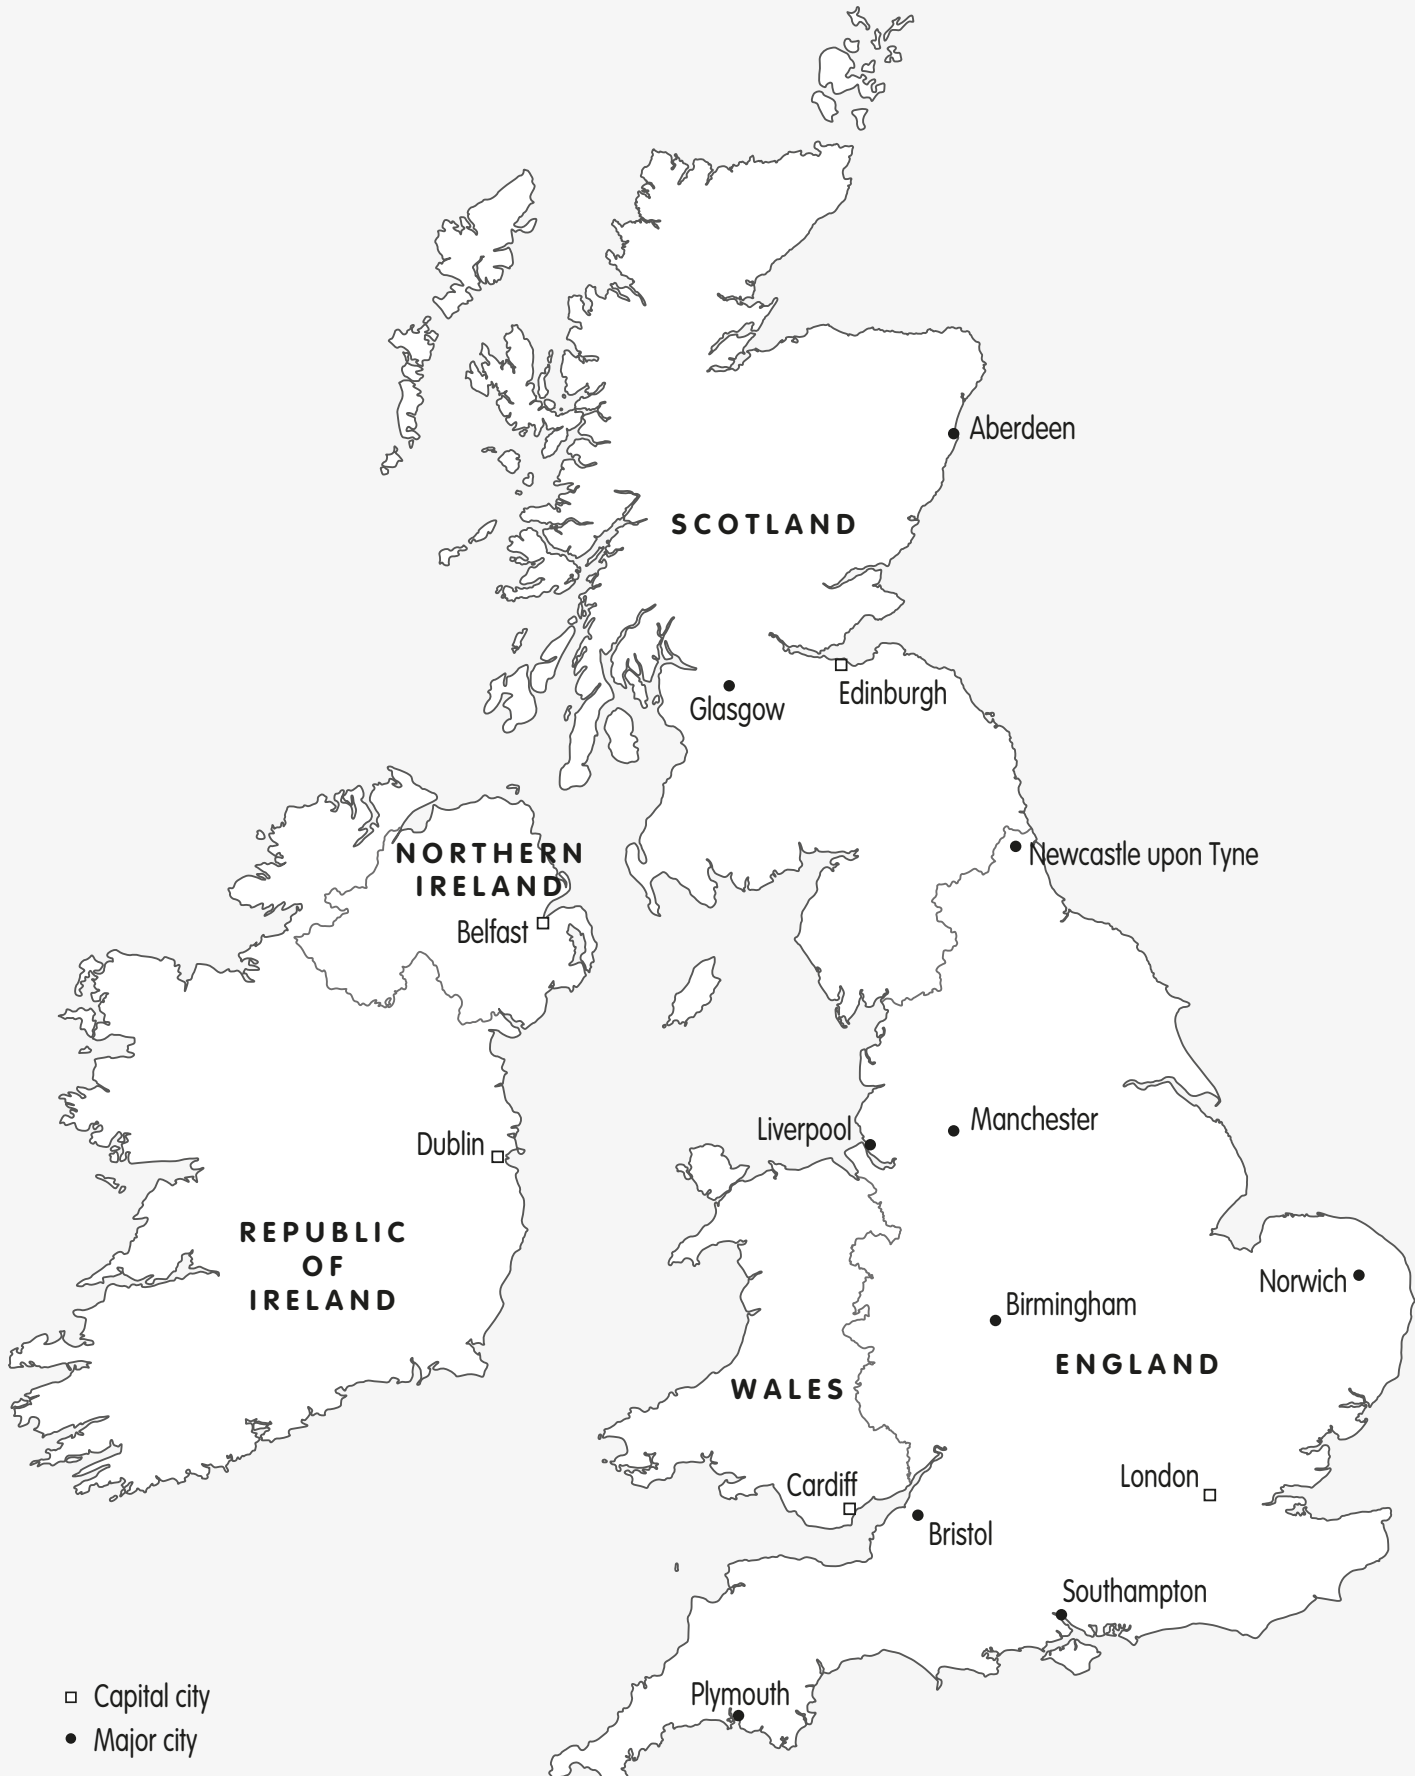 Aberdeen
SCOTLAND
Edinburgh
Glasgow
NORTHERN
IRELAND
Newcastle upon Tyne
Belfast
Manchester
Liverpool
Dublin
REPUBLIC
OF
IRELAND
Norwich
Birmingham
ENGLAND
WALES
London
Cardiff
Bristol
Southampton
Plymouth
Capital city
Major city